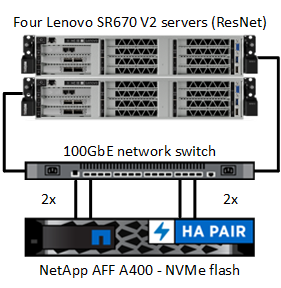 Four Lenovo SR670 V2 servers (ResNet)
100GbE network switch
2x
2x
HA PAIR
NetApp AFF A400 - NVMe flash